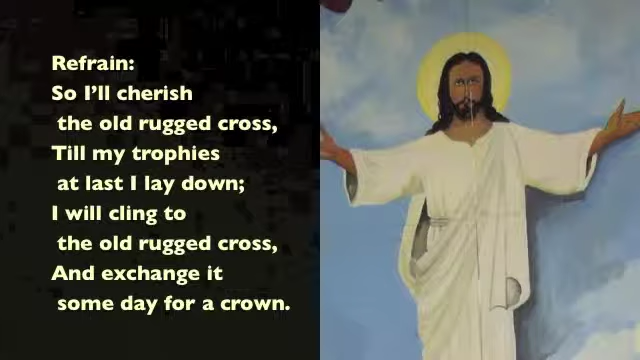 Refrain:
So I’ll cherish
the old rugged cross,
Till my trophies
at last I lay down;
I will cling to
the old rugged cross,
And exchange it
some day for a crown.